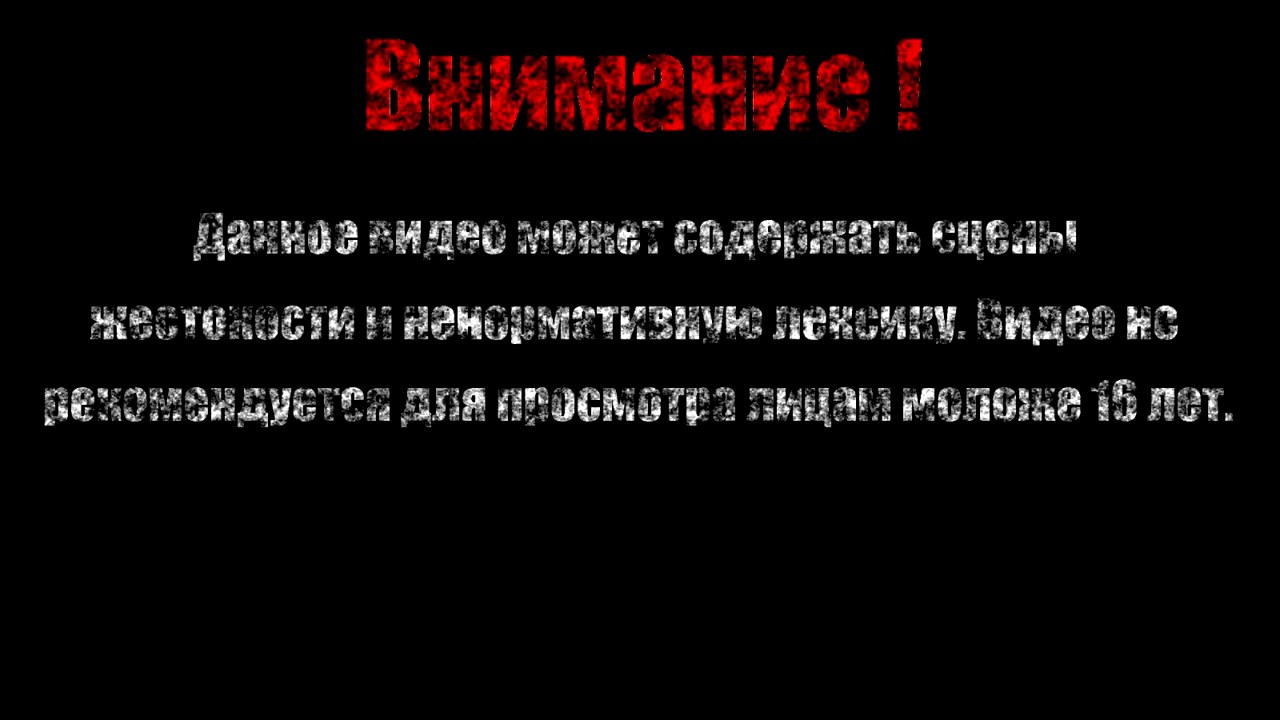 Внимание !
Данное видео может содержать сцены
жестокости и ненормативную лексику. Видео не
рекомендуется для просмотра лицам моложе 16 лет.